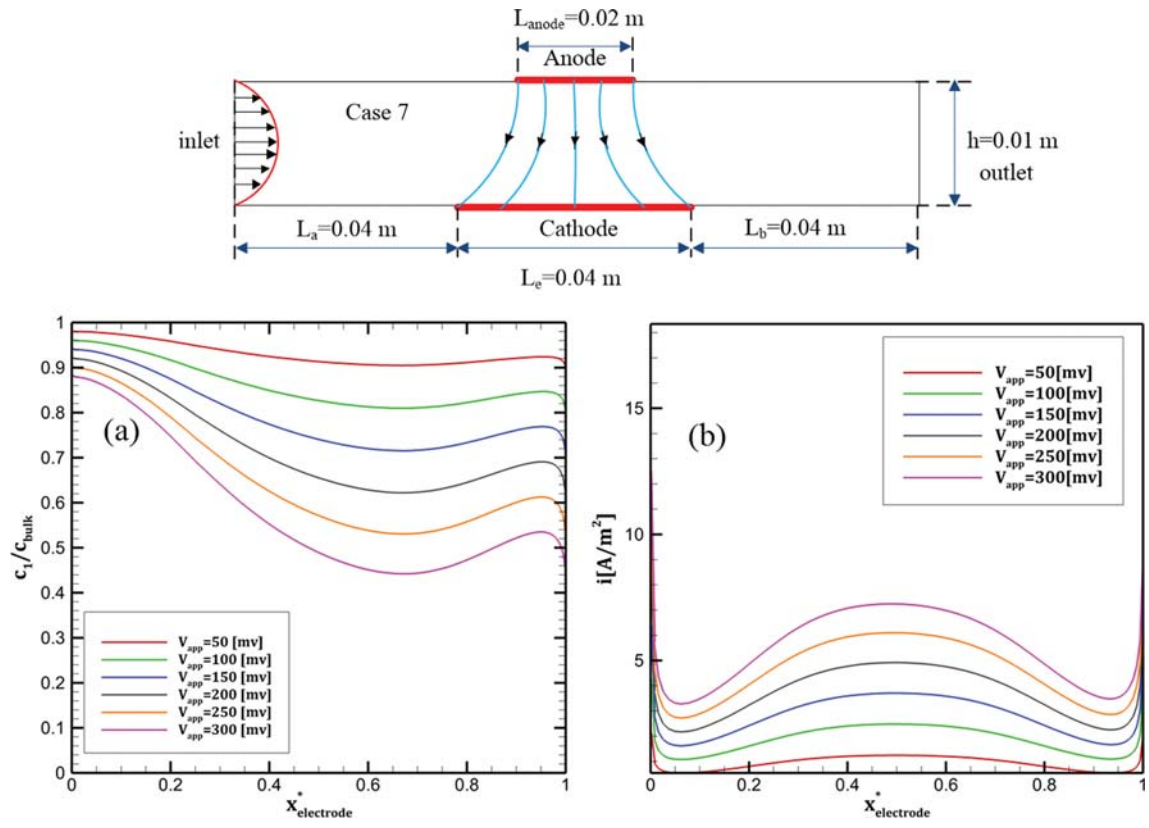 L_anode=0.02 m
Anode
Case 7
inlet
h=0.01 m
outlet
L_a=0.04 m
Cathode
L_b=0.04 m
L_e=0.04 m
1
0.9
0.8
0.7
0.6
0.5
0.4
0.3
0.2
0.1
0
c_1/c_bulk
(a)
V_app=50 [mv]
V_app=100 [mv]
V_app=150 [mv]
V_app=200 [mv]
V_app=250 [mv]
V_app=300 [mv]
0 0.2 0.4 0.6 0.8 1
x*_electrode
15
10
5
i[A/m²]
(b)
V_app=50[mv]
V_app=100[mv]
V_app=150[mv]
V_app=200[mv]
V_app=250[mv]
V_app=300[mv]
0 0.2 0.4 0.6 0.8 1
x*_electrode